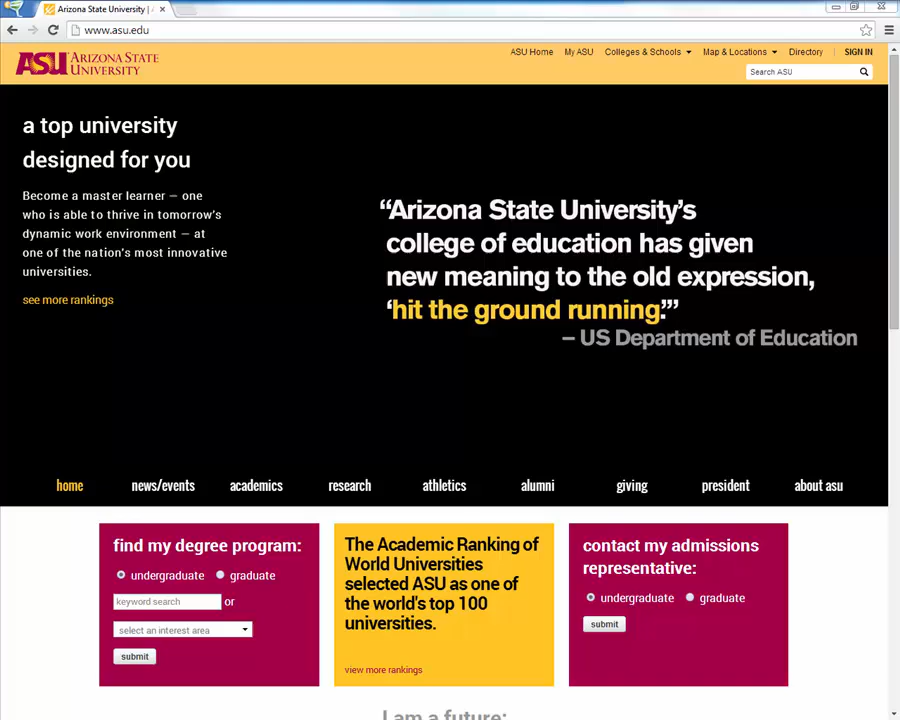 Arizona State University |
www.asu.edu
ASU ARIZONA STATE
UNIVERSITY
ASU Home My ASU Colleges & Schools Map & Locations Directory SIGN IN
Search ASU
a top university
designed for you
Become a master learner — one
who is able to thrive in tomorrow's
dynamic work environment — at
one of the nation's most innovative
universities.
see more rankings
“Arizona State University’s
college of education has given
new meaning to the old expression,
‘hit the ground running.’”
– US Department of Education
home news/events academics research athletics alumni giving president about asu
find my degree program:
undergraduate graduate
keyword search or
select an interest area
submit
The Academic Ranking of
World Universities
selected ASU as one of
the world's top 100
universities.
view more rankings
contact my admissions
representative:
undergraduate graduate
submit
I am a future: